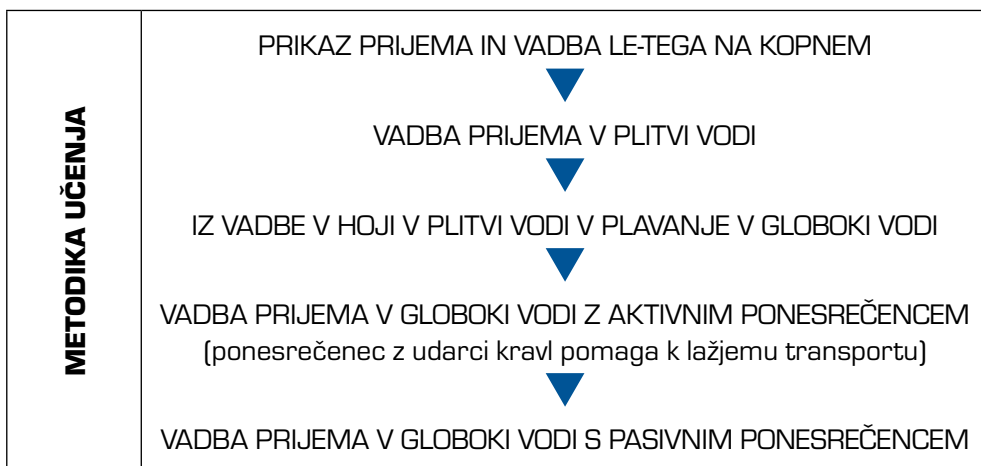 METODIKA UČENJA
PRIKAZ PRIJEMA IN VADBA LE-TEGA NA KOPNEM
VADBA PRIJEMA V PLITVI VODI
IZ VADBE V HOJI V PLITVI VODI V PLAVANJE V GLOBOKI VODI
VADBA PRIJEMA V GLOBOKI VODI Z AKTIVNIM PONESREČENCEM
(ponesrečenec z udarci kravl pomaga k lažjemu transportu)
VADBA PRIJEMA V GLOBOKI VODI S PASIVNIM PONESREČENCEM